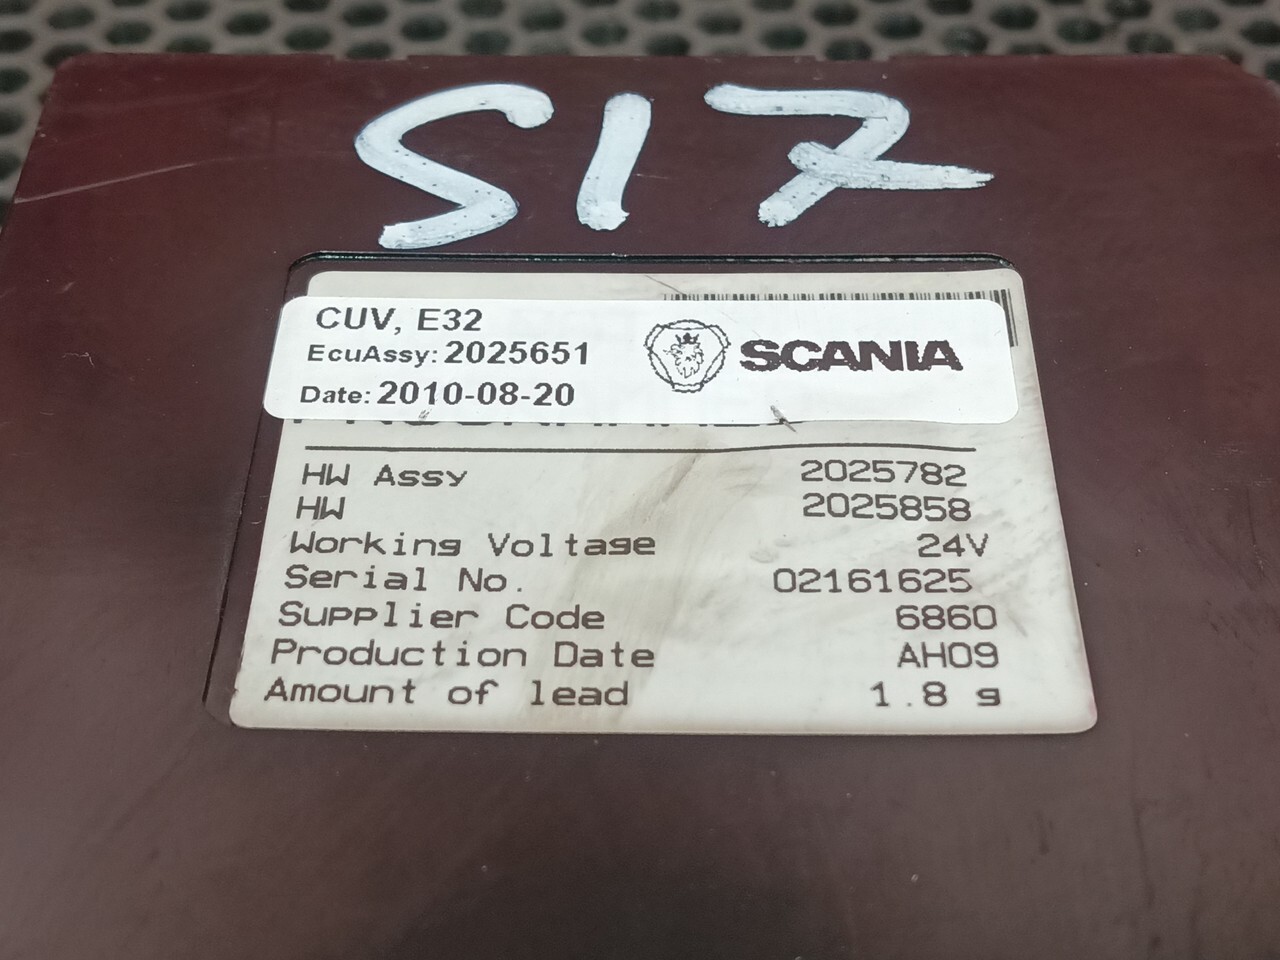 S17
CUV, E32
EcuAssy: 2025651
Date: 2010-08-20
SCANIA
HW Assy 2025782
HW 2025858
Working Voltage 24V
Serial No. 02161625
Supplier Code 6860
Production Date AH09
Amount of lead 1.8 g